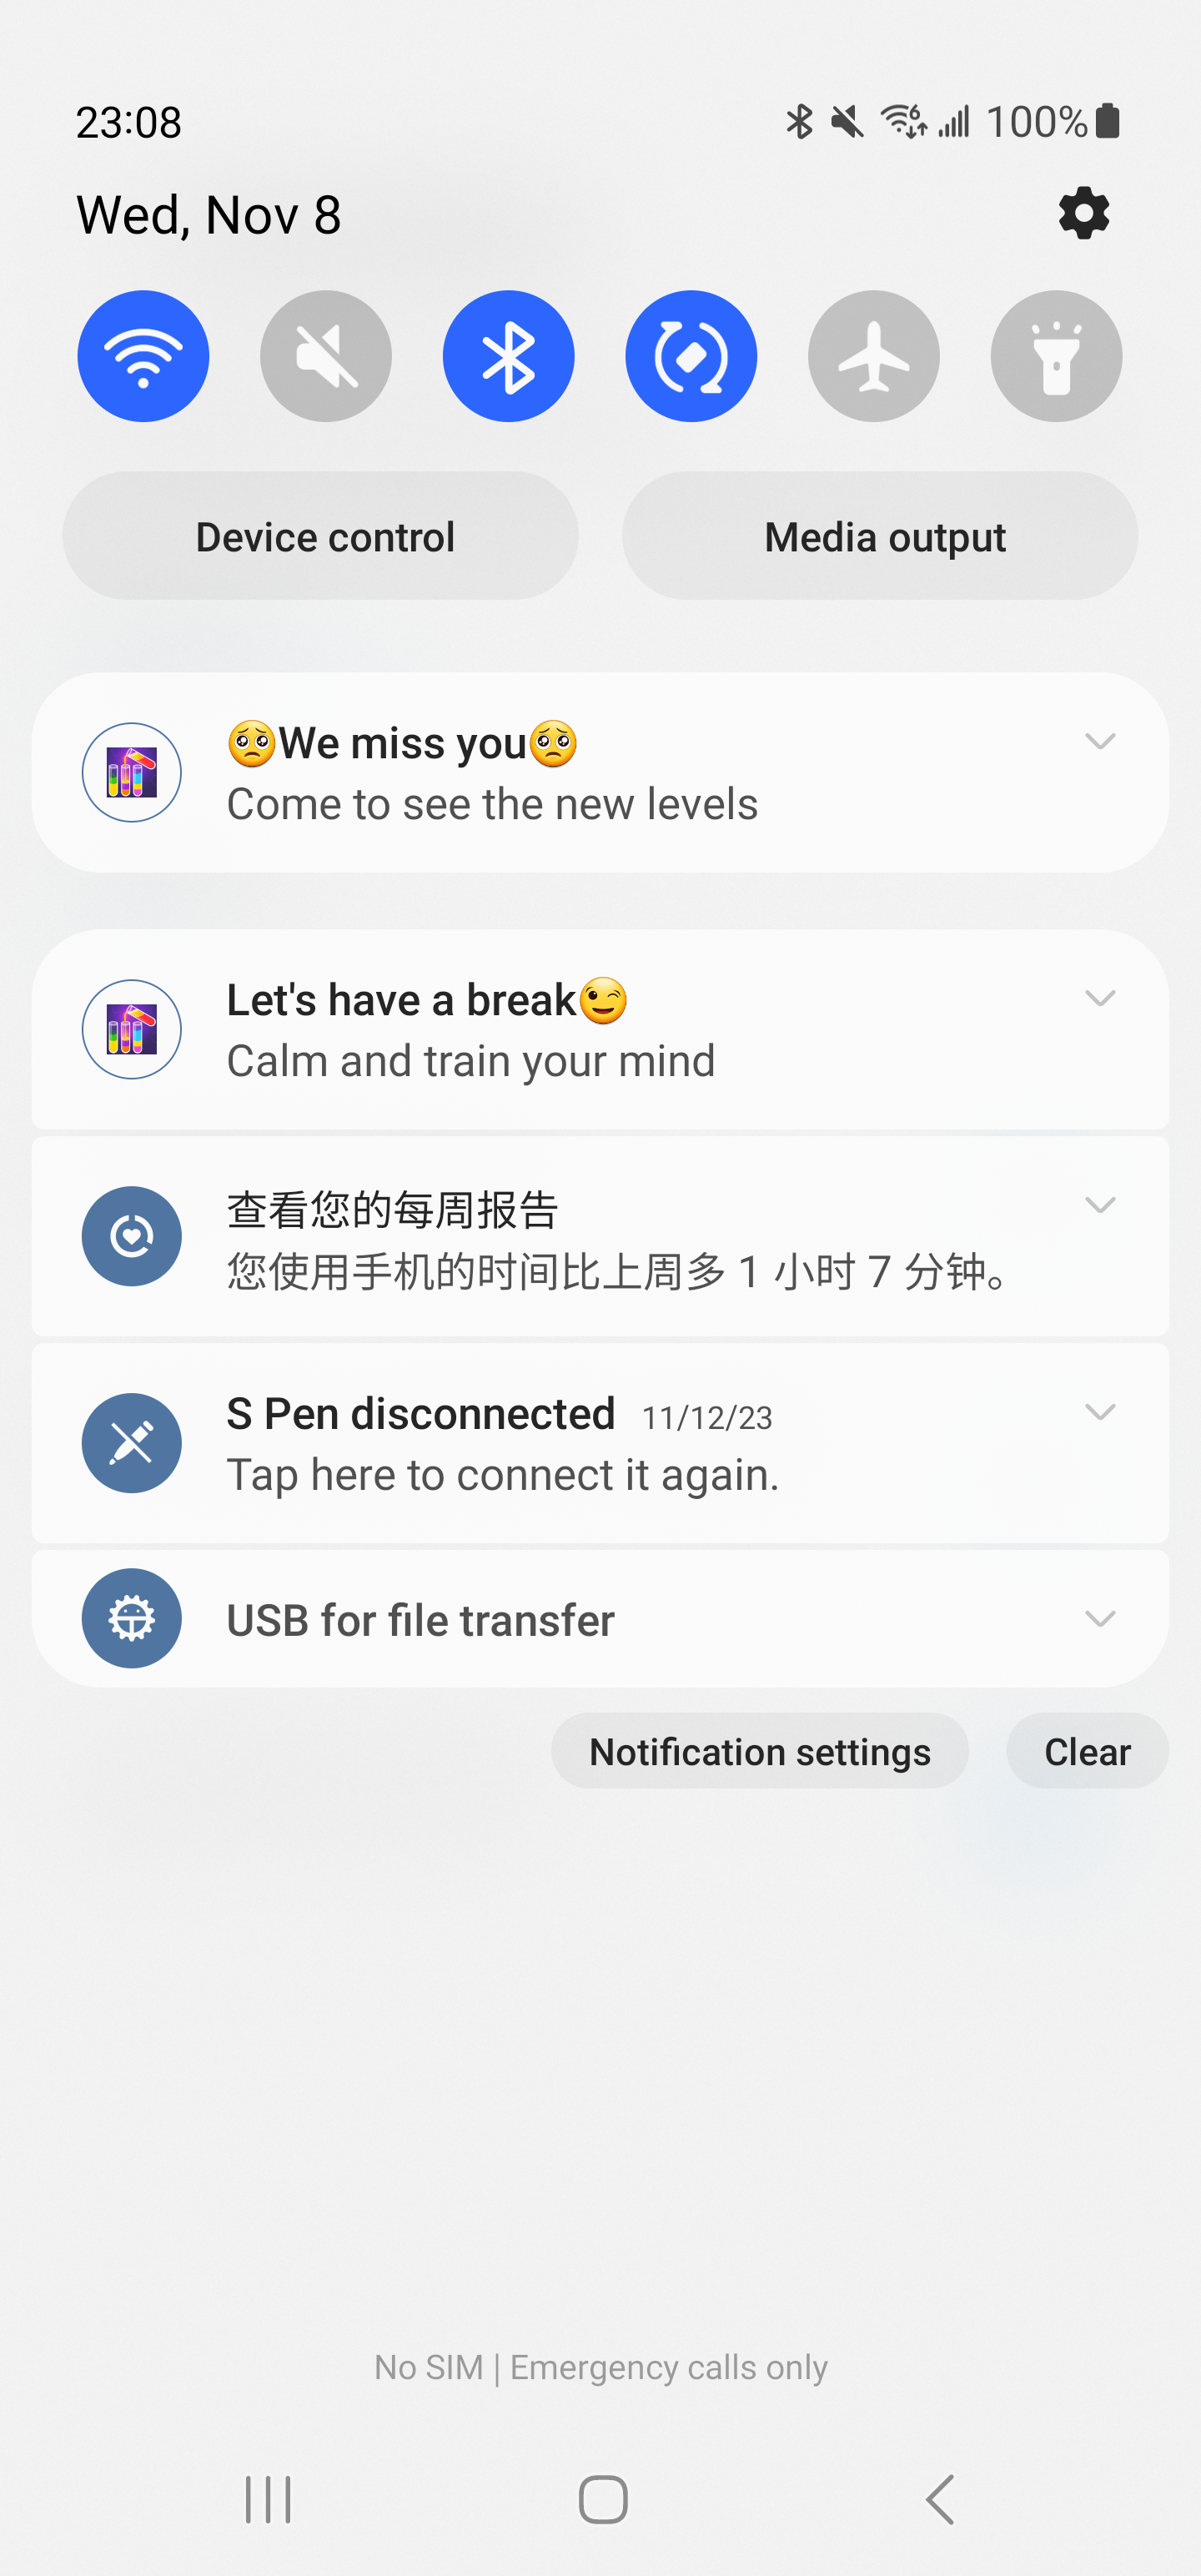 23:08
100%
Wed, Nov 8
Device control
Media output
🥺We miss you🥺
Come to see the new levels
Let's have a break😉
Calm and train your mind
查看您的每周报告
您使用手机的时间比上周多 1 小时 7 分钟。
S Pen disconnected 11/12/23
Tap here to connect it again.
USB for file transfer
Notification settings
Clear
No SIM | Emergency calls only